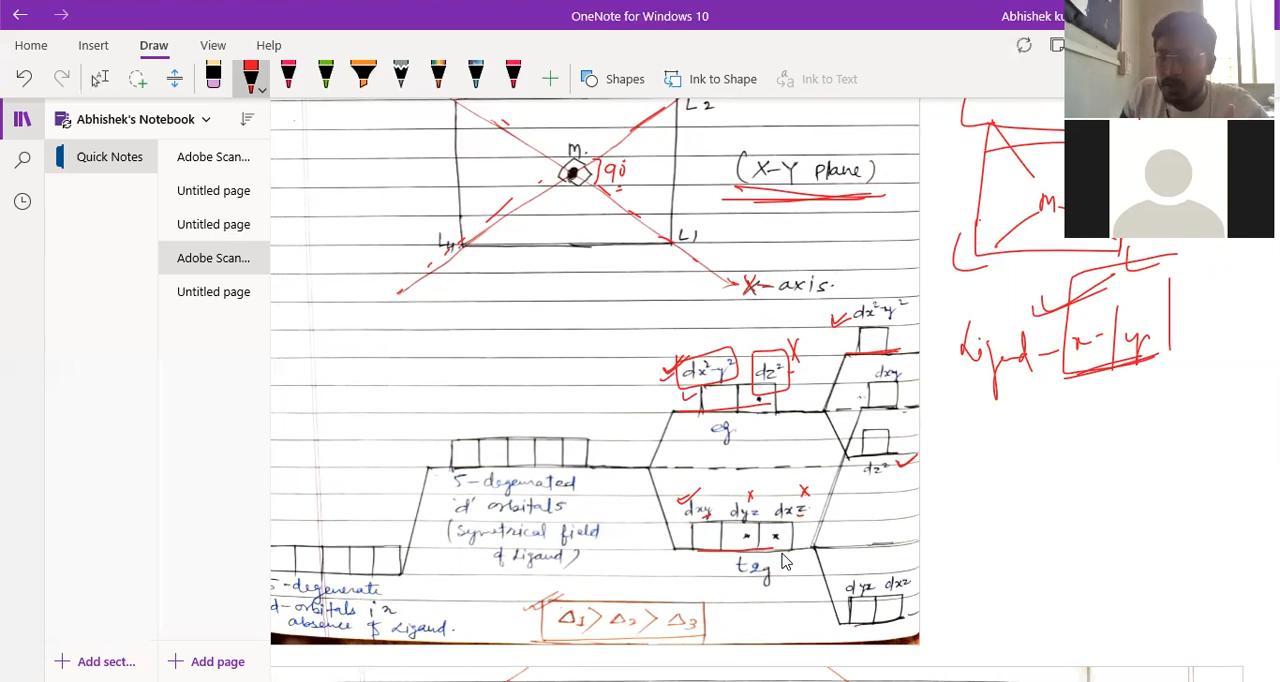 OneNote for Windows 10
Abhishek ku
Home
Insert
Draw
View
Help
Shapes
Ink to Shape
Ink to Text
Abhishek's Notebook
Quick Notes
Adobe Scan...
Untitled page
Untitled page
Adobe Scan...
Untitled page
Add sect...
Add page
L2
M.
90
(X-Y plane)
L4
L1
X-axis.
M-
Ligand - x- | y
dx²-y²
dx²-y²
dz²
dxy
eg
dz²
5-degenrated
'd' orbitals
(symetrical field
of Ligand)
dxy dyz dxz
t2g
dyz dxz
5-degenerate
d-orbitals in
absence of Ligand.
Δ1 > Δ2 > Δ3